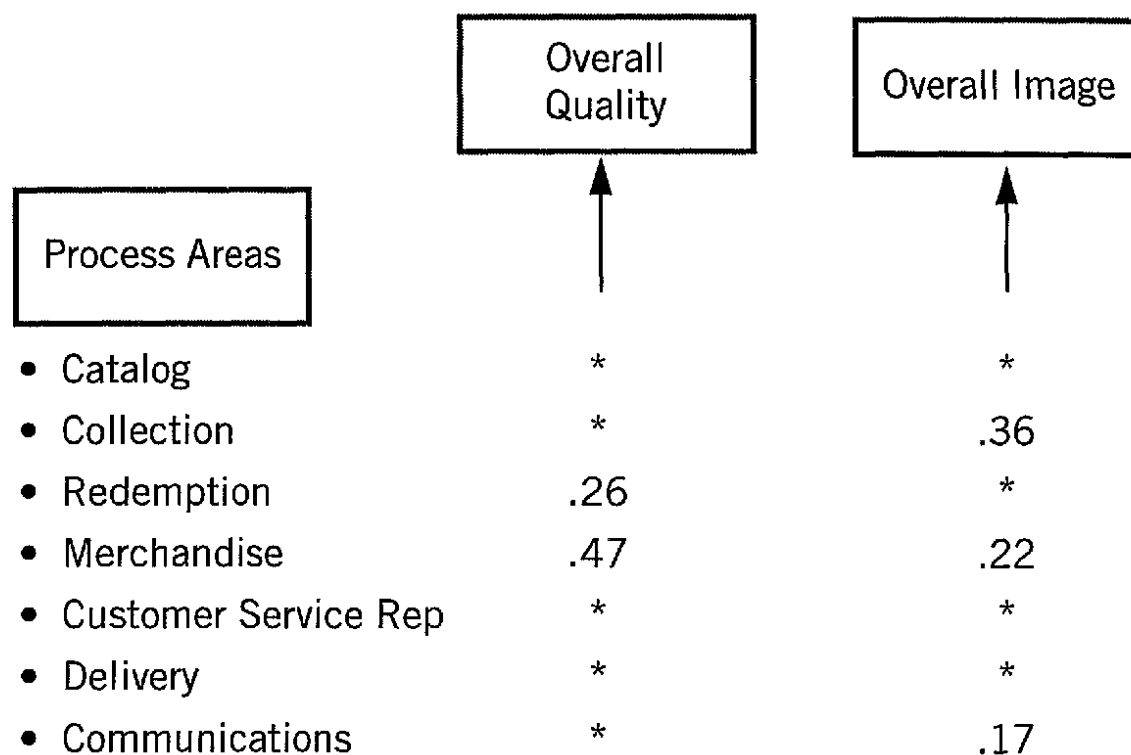 Overall
Quality
Overall Image
Process Areas
• Catalog * *
• Collection * .36
• Redemption .26 *
• Merchandise .47 .22
• Customer Service Rep * *
• Delivery * *
• Communications * .17